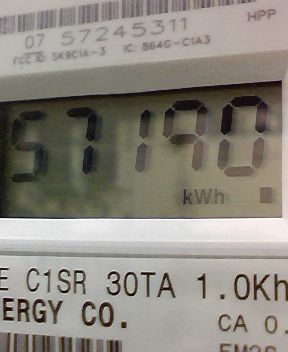 HPP
07 57245311
FCC ID: SK9C1A-3 IC: 864G-C1A3
57190
kWh
E C1SR 30TA 1.0Kh
ERGY CO.
CA 0.